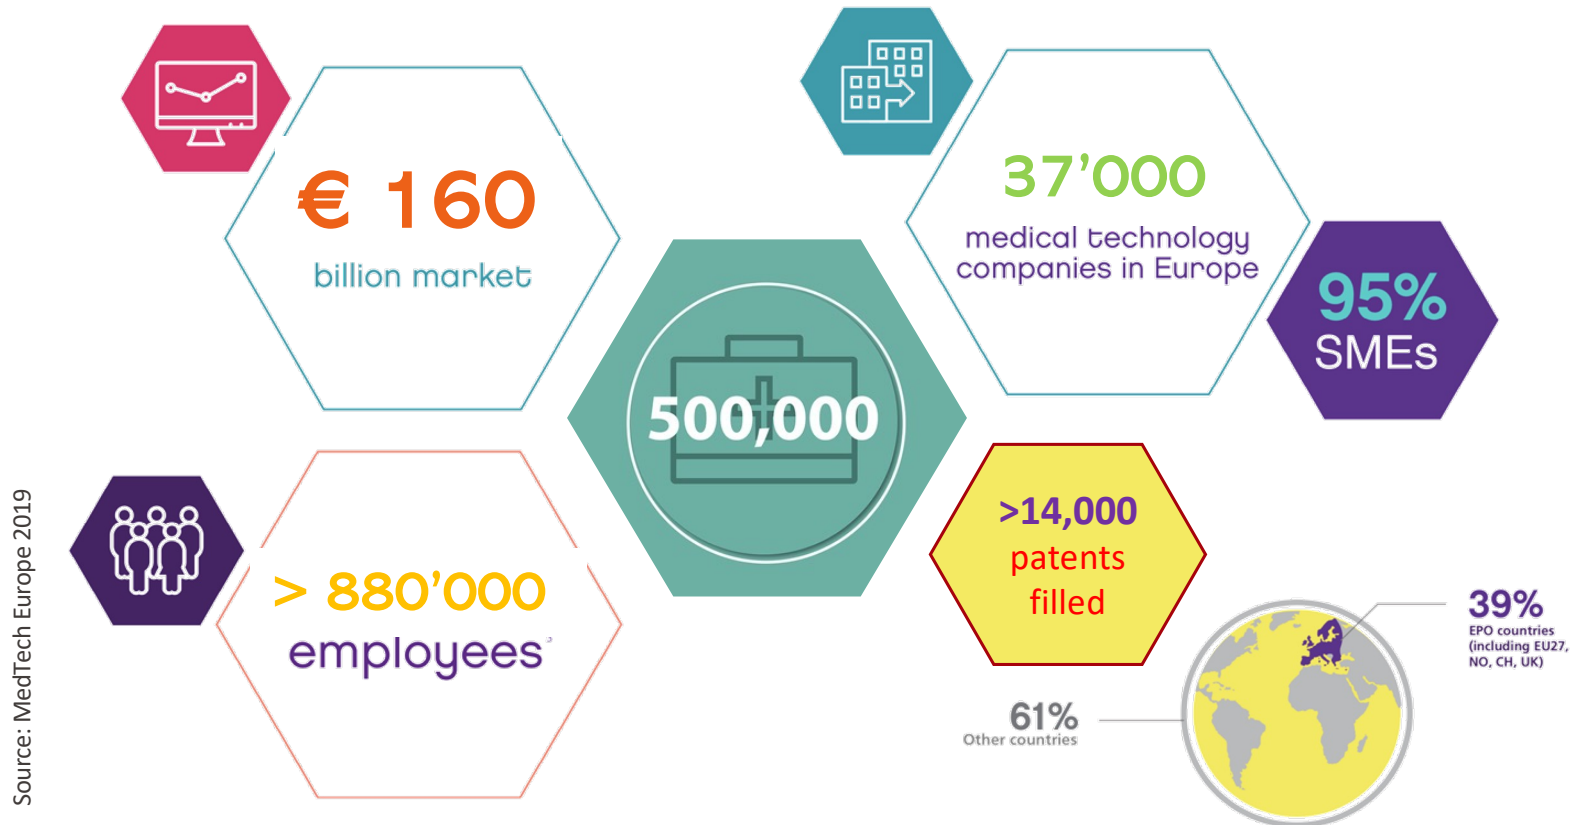 € 160
billion market
37’000
medical technology
companies in Europe
95%
SMEs
500,000
> 880’000
employees
>14,000
patents
filled
39%
EPO countries
(including EU27,
NO, CH, UK)
61%
Other countries
Source: MedTech Europe 2019